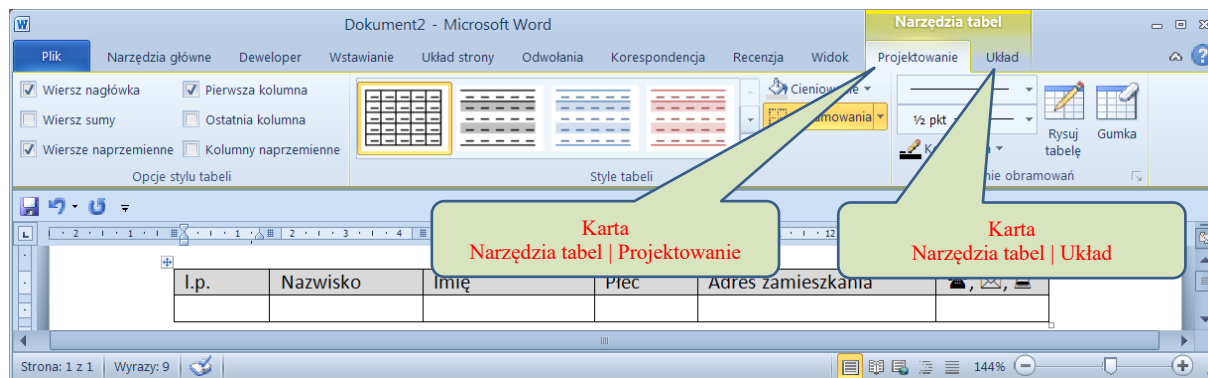 Dokument2 - Microsoft Word
Narzędzia tabel
Plik Narzędzia główne Deweloper Wstawianie Układ strony Odwołania Korespondencja Recenzja Widok Projektowanie Układ
Wiersz nagłówka Pierwsza kolumna
Wiersz sumy Ostatnia kolumna
Wiersze naprzemienne Kolumny naprzemienne
Opcje stylu tabeli
Style tabeli
½ pkt
Rysuj tabelę
Gumka
Karta
Narzędzia tabel | Projektowanie
Karta
Narzędzia tabel | Układ
l.p. Nazwisko Imię Płeć Adres zamieszkania
Strona: 1 z 1 Wyrazy: 9 144%